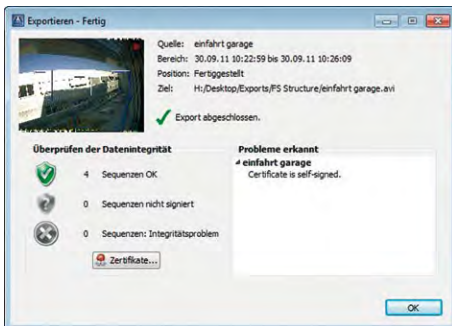 Exportieren - Fertig
Quelle: einfahrt garage
Bereich: 30.09.11 10:22:59 bis 30.09.11 10:26:09
Position: Fertiggestellt
Ziel: H:/Desktop/Exports/FS Structure/einfahrt garage.avi
Export abgeschlossen.
Überprüfen der Datenintegrität
4 Sequenzen OK
0 Sequenzen nicht signiert
0 Sequenzen: Integritätsproblem
Zertifikate...
Probleme erkannt
einfahrt garage
Certificate is self-signed.
OK